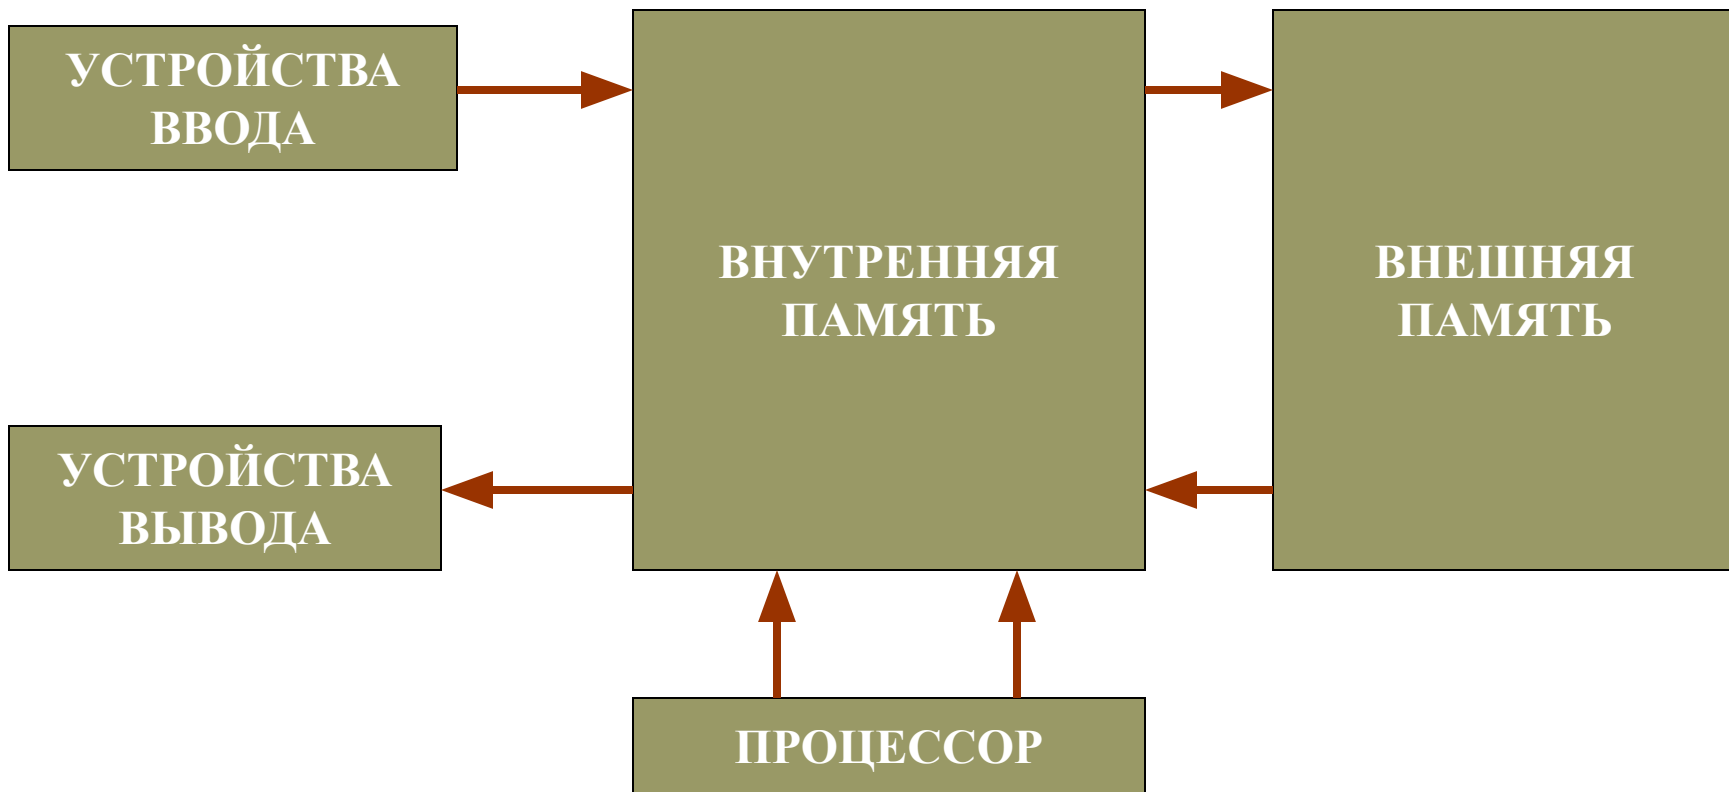 УСТРОЙСТВА
ВВОДА
ВНУТРЕННЯЯ
ПАМЯТЬ
ВНЕШНЯЯ
ПАМЯТЬ
УСТРОЙСТВА
ВЫВОДА
ПРОЦЕССОР